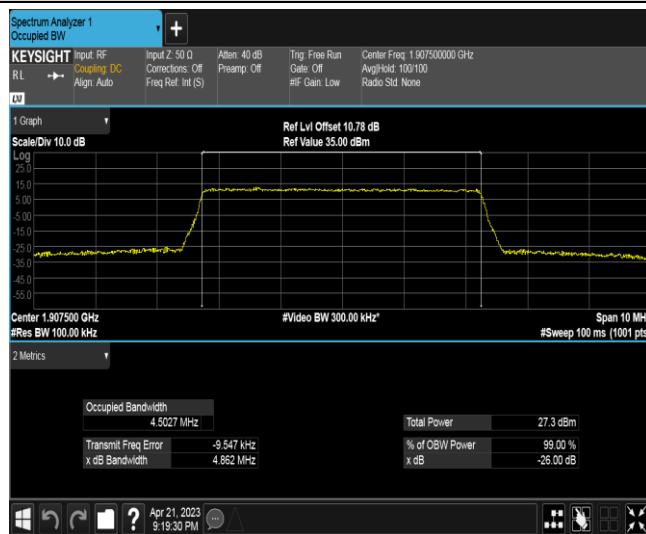 Spectrum Analyzer 1
Occupied BW
+
KEYSIGHT
RL
LXI
Input: RF
Coupling: DC
Align: Auto
Input Z: 50 Ω
Corrections: Off
Freq Ref: Int (S)
Atten: 40 dB
Preamp: Off
Trig: Free Run
Gate: Off
#IF Gain: Low
Center Freq: 1.907500000 GHz
Avg|Hold: 100/100
Radio Std: None
1 Graph
Scale/Div 10.0 dB
Ref Lvl Offset 10.78 dB
Ref Value 35.00 dBm
Log
25.0
15.0
5.00
-5.00
-15.0
-25.0
-35.0
-45.0
-55.0
Center 1.907500 GHz
#Res BW 100.00 kHz
#Video BW 300.00 kHz*
Span 10 MH
#Sweep 100 ms (1001 pts
2 Metrics
Occupied Bandwidth
4.5027 MHz
Transmit Freq Error -9.547 kHz
x dB Bandwidth 4.862 MHz
Total Power 27.3 dBm
% of OBW Power 99.00 %
x dB -26.00 dB
?
Apr 21, 2023
9:19:30 PM